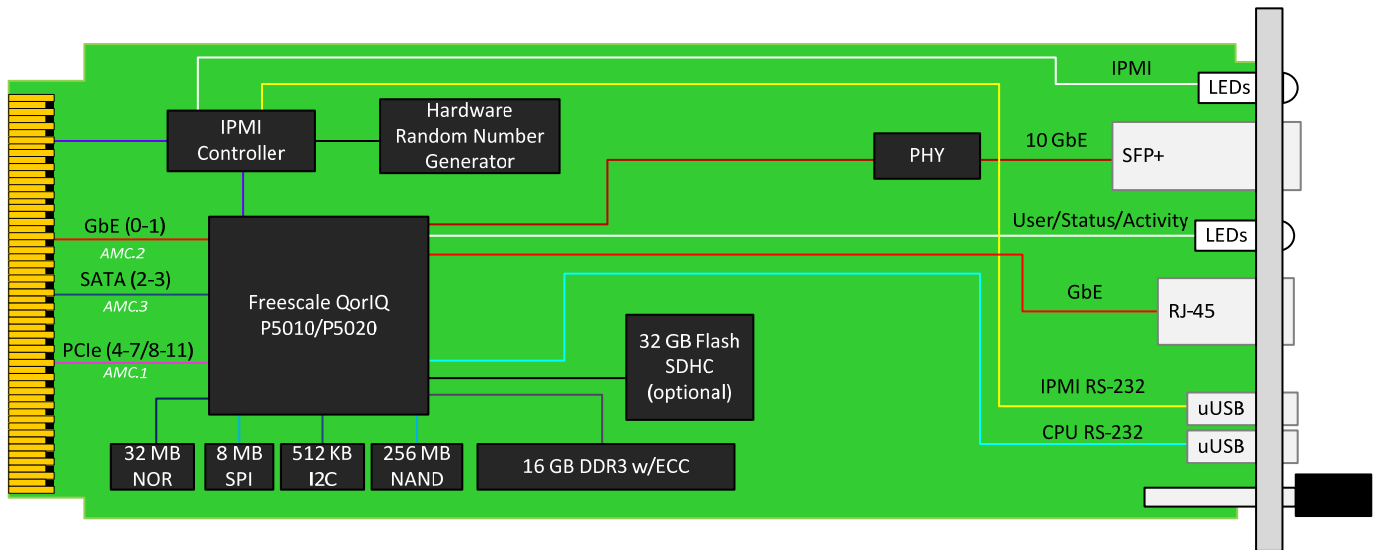 IPMI
LEDs
IPMI
Controller
Hardware
Random Number
Generator
PHY
10 GbE
SFP+
GbE (0-1)
AMC.2
User/Status/Activity
LEDs
SATA (2-3)
AMC.3
Freescale QorIQ
P5010/P5020
GbE
RJ-45
PCIe (4-7/8-11)
AMC.1
32 GB Flash
SDHC
(optional)
IPMI RS-232
uUSB
CPU RS-232
uUSB
32 MB
NOR
8 MB
SPI
512 KB
I2C
256 MB
NAND
16 GB DDR3 w/ECC